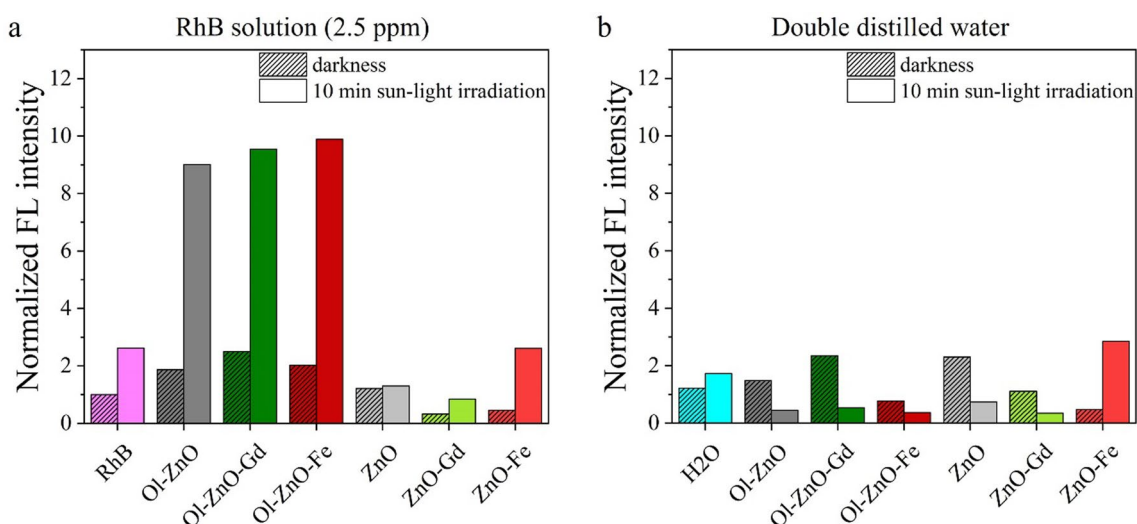 a
RhB solution (2.5 ppm)
darkness
10 min sun-light irradiation
Normalized FL intensity
12
10
8
6
4
2
0
RhB
Ol-ZnO
Ol-ZnO-Gd
Ol-ZnO-Fe
ZnO
ZnO-Gd
ZnO-Fe
b
Double distilled water
darkness
10 min sun-light irradiation
Normalized FL intensity
12
10
8
6
4
2
0
H2O
Ol-ZnO
Ol-ZnO-Gd
Ol-ZnO-Fe
ZnO
ZnO-Gd
ZnO-Fe